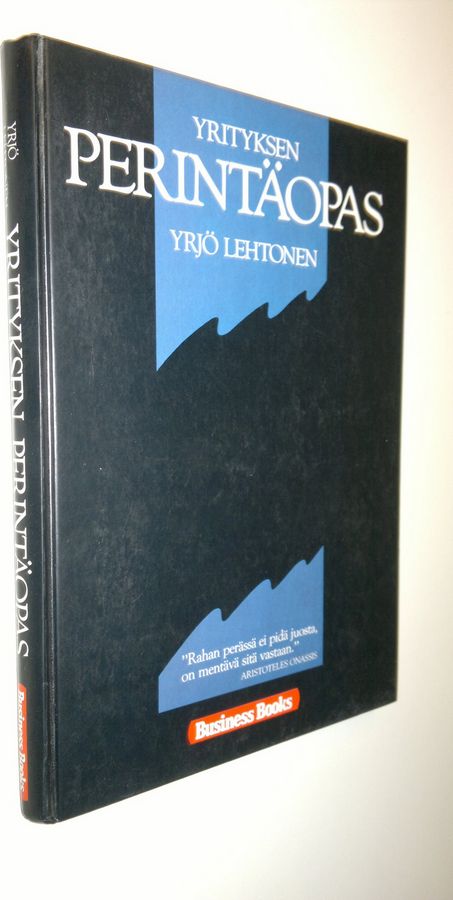 YRITYKSEN
PERINTÄOPAS
YRJÖ LEHTONEN
"Rahan perässä ei pidä juosta,
on mentävä sitä vastaan."
ARISTOTELES ONASSIS
Business Books
YRJÖ
YRITYKSEN PERINTÄOPAS
Business Books